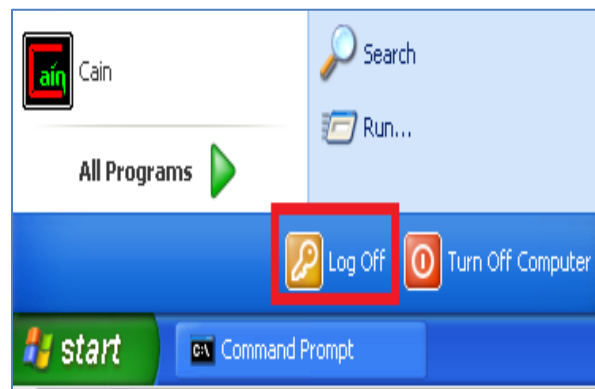 Cain
All Programs
Search
Run...
Log Off
Turn Off Computer
start
C:\ Command Prompt